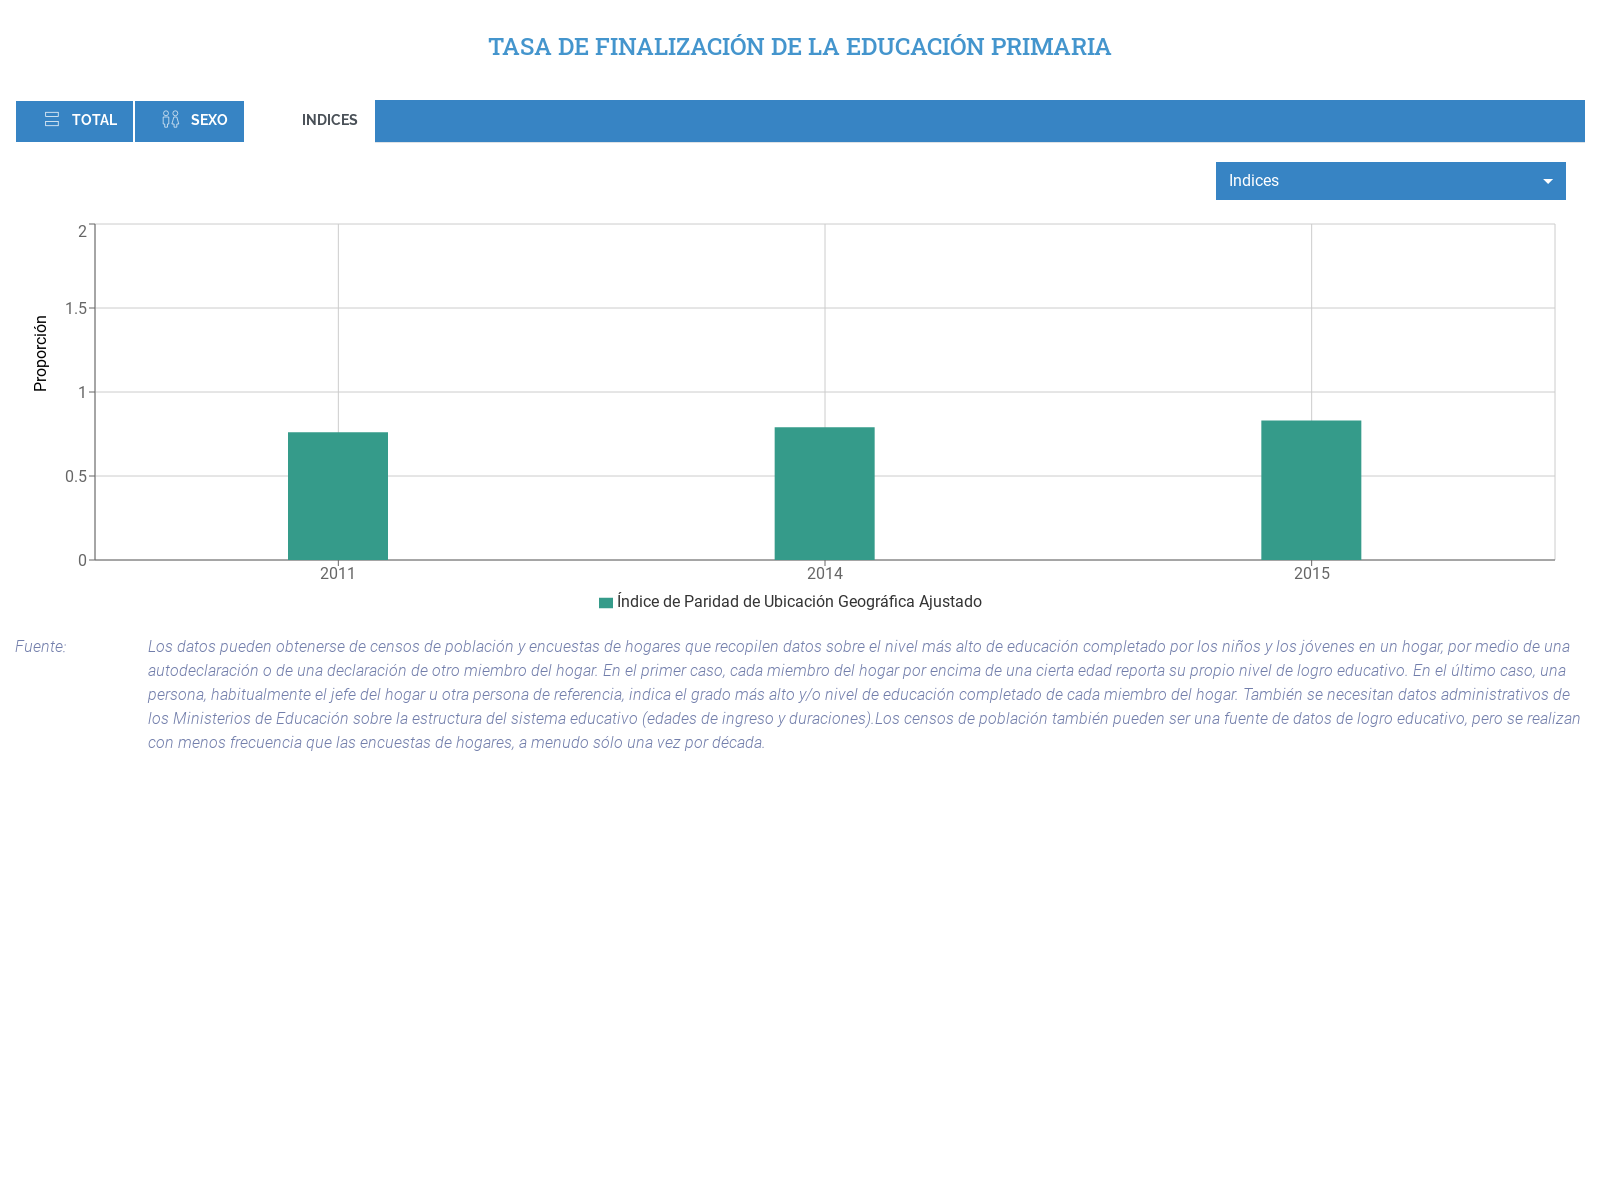 TASA DE FINALIZACIÓN DE LA EDUCACIÓN PRIMARIA
TOTAL SEXO INDICES
Indices
2
1.5
1
0.5
0
Proporción
2011 2014 2015
Índice de Paridad de Ubicación Geográfica Ajustado
Fuente: Los datos pueden obtenerse de censos de población y encuestas de hogares que recopilen datos sobre el nivel más alto de educación completado por los niños y los jóvenes en un hogar, por medio de una
autodeclaración o de una declaración de otro miembro del hogar. En el primer caso, cada miembro del hogar por encima de una cierta edad reporta su propio nivel de logro educativo. En el último caso, una
persona, habitualmente el jefe del hogar u otra persona de referencia, indica el grado más alto y/o nivel de educación completado de cada miembro del hogar. También se necesitan datos administrativos de
los Ministerios de Educación sobre la estructura del sistema educativo (edades de ingreso y duraciones).Los censos de población también pueden ser una fuente de datos de logro educativo, pero se realizan
con menos frecuencia que las encuestas de hogares, a menudo sólo una vez por década.